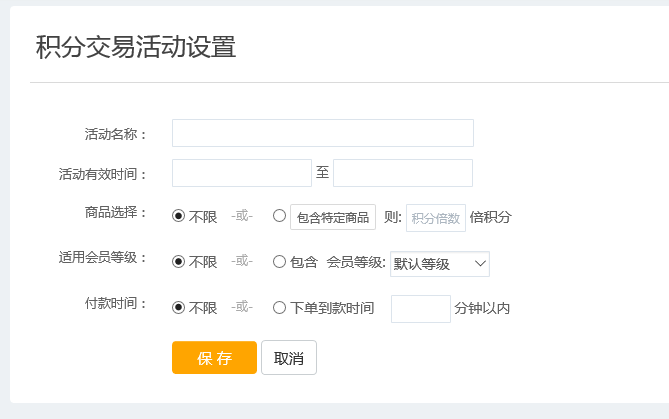 积分交易活动设置
活动名称：
活动有效时间： 至
商品选择： 不限 -或- 包含特定商品 则: 积分倍数 倍积分
适用会员等级： 不限 -或- 包含 会员等级: 默认等级
付款时间： 不限 -或- 下单到款时间 分钟以内
保 存 取消